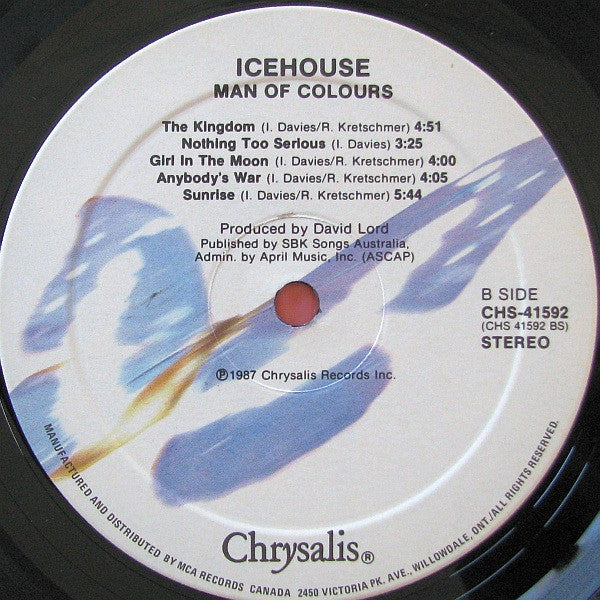 ICEHOUSE
MAN OF COLOURS
The Kingdom (I. Davies/R. Kretschmer) 4:51
Nothing Too Serious (I. Davies) 3:25
Girl In The Moon (I. Davies/R. Kretschmer) 4:00
Anybody's War (I. Davies/R. Kretschmer) 4:05
Sunrise (I. Davies/R. Kretschmer) 5:44
Produced by David Lord
Published by SBK Songs Australia,
Admin. by April Music, Inc. (ASCAP)
B SIDE
CHS-41592
(CHS 41592 BS)
STEREO
℗1987 Chrysalis Records Inc.
Chrysalis®
MANUFACTURED AND DISTRIBUTED BY MCA RECORDS CANADA 2450 VICTORIA PK. AVE., WILLOWDALE, ONT./ALL RIGHTS RESERVED.